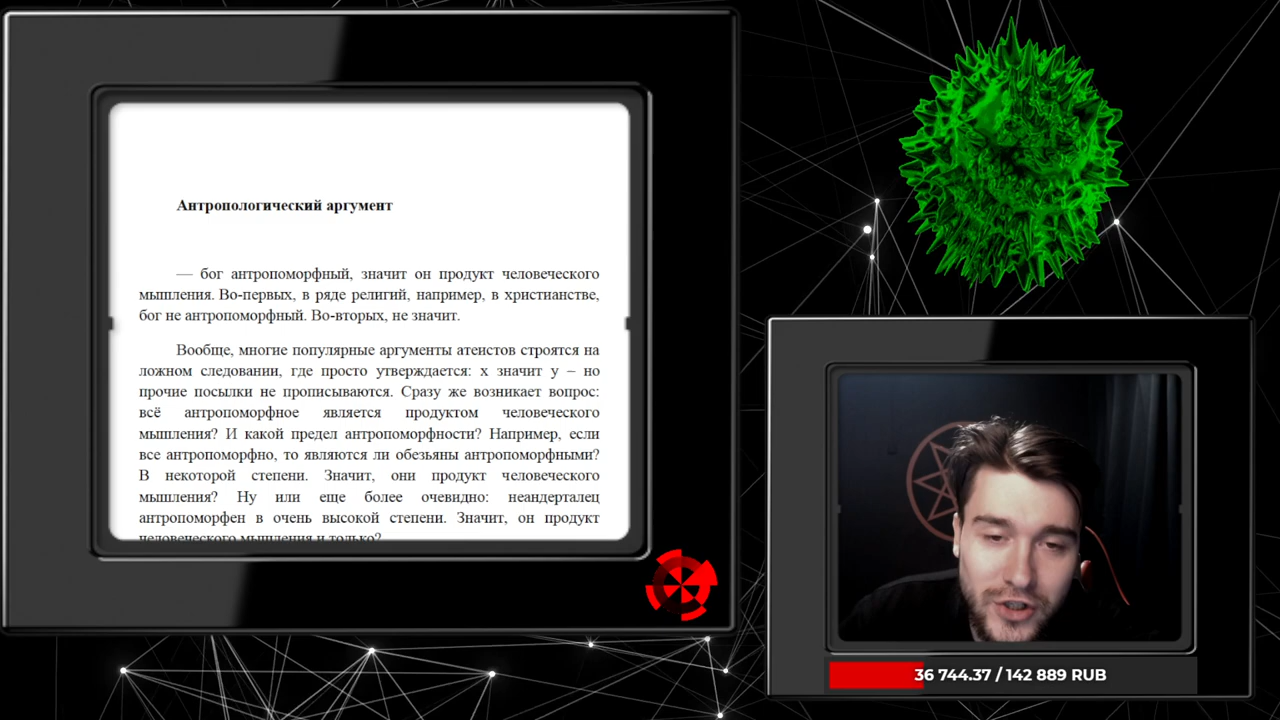 Антропологический аргумент
— бог антропоморфный, значит он продукт человеческого
мышления. Во-первых, в ряде религий, например, в христианстве,
бог не антропоморфный. Во-вторых, не значит.
Вообще, многие популярные аргументы атеистов строятся на
ложном следовании, где просто утверждается: х значит у – но
прочие посылки не прописываются. Сразу же возникает вопрос:
всё антропоморфное является продуктом человеческого
мышления? И какой предел антропоморфности? Например, если
все антропоморфно, то являются ли обезьяны антропоморфными?
В некоторой степени. Значит, они продукт человеческого
мышления? Ну или еще более очевидно: неандерталец
антропоморфен в очень высокой степени. Значит, он продукт
человеческого мышления и только?
36 744.37 / 142 889 RUB